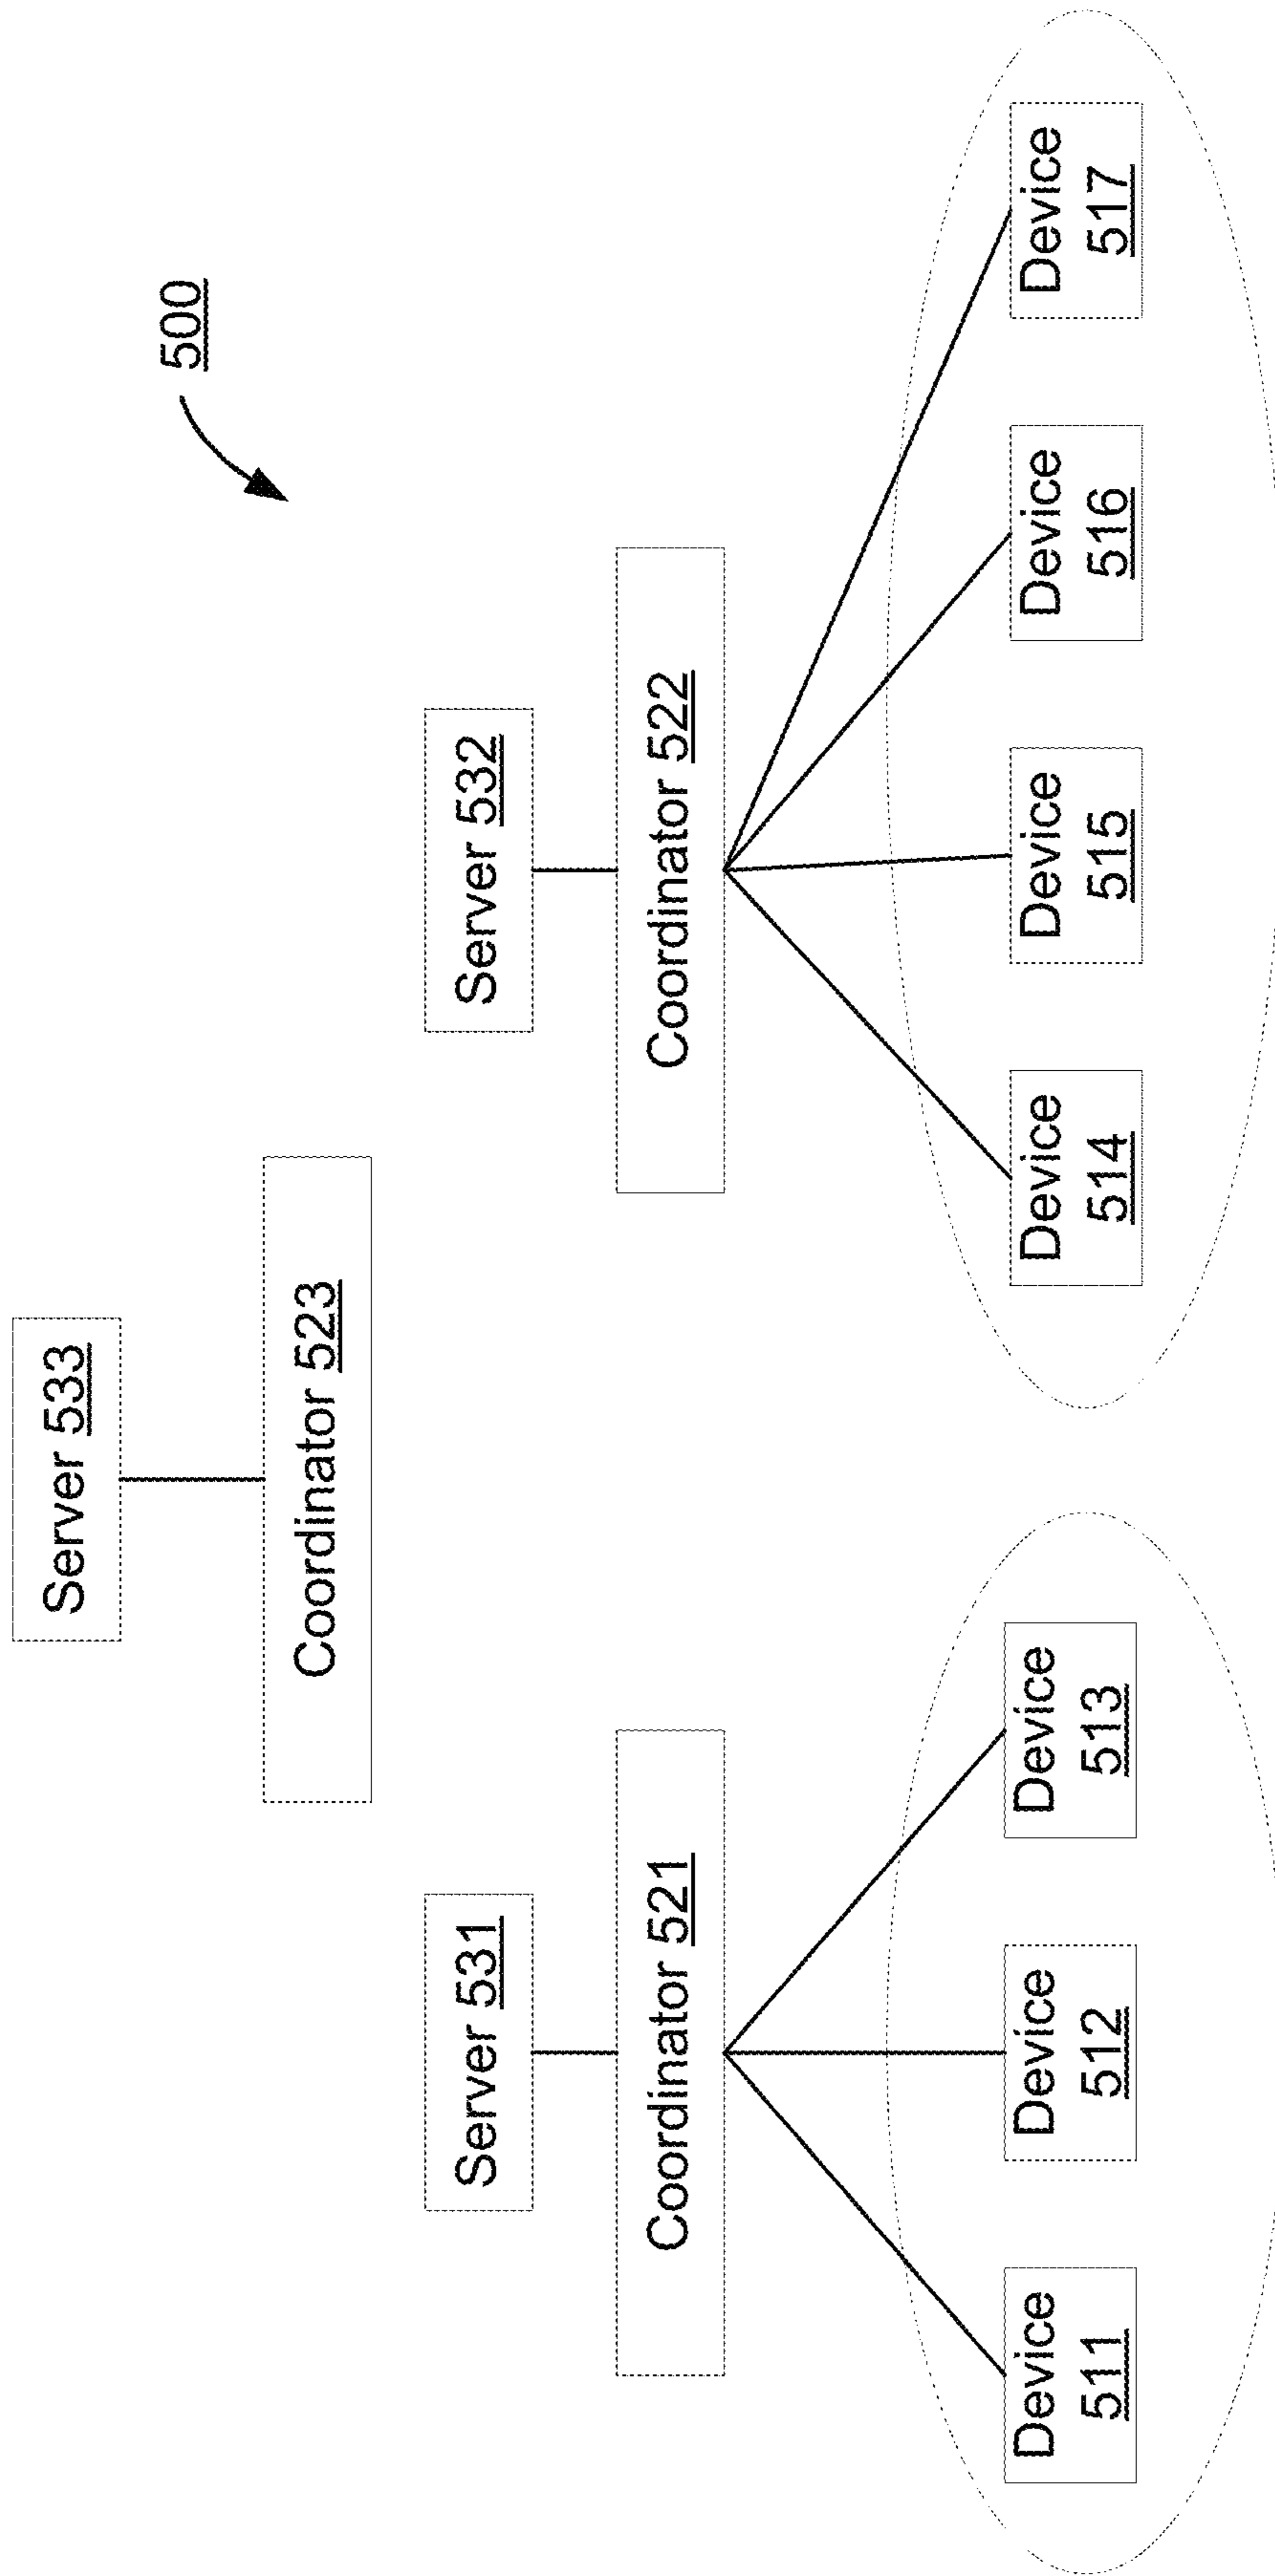 500
Server 533
Coordinator 523
Server 531
Server 532
Coordinator 521
Coordinator 522
Device
511
Device
512
Device
513
Device
514
Device
515
Device
516
Device
517